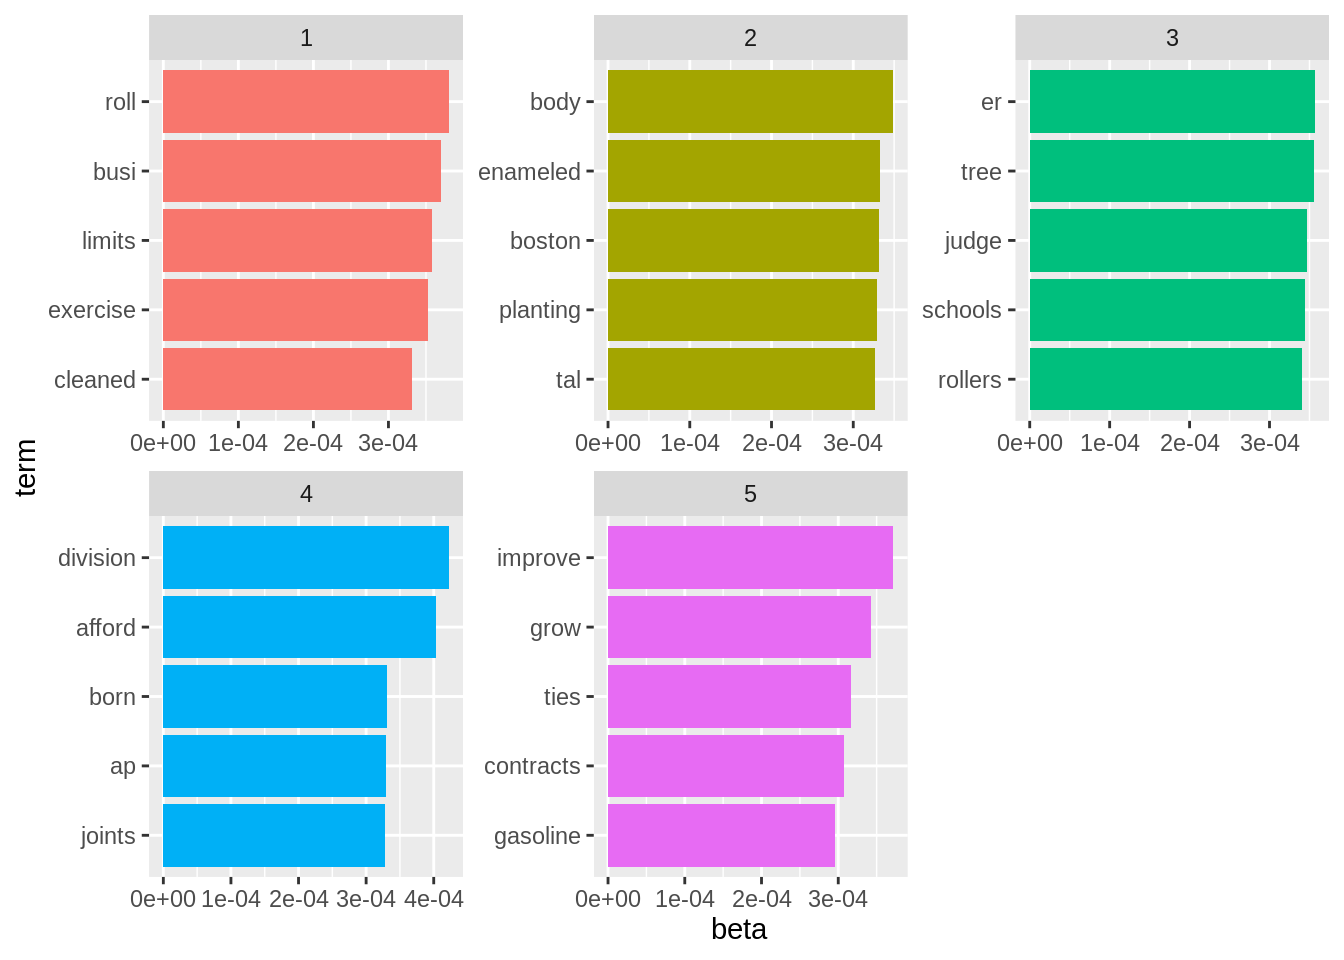 1
2
3
roll
busi
limits
exercise
cleaned
body
enameled
boston
planting
tal
er
tree
judge
schools
rollers
0e+00 1e-04 2e-04 3e-04
0e+00 1e-04 2e-04 3e-04
0e+00 1e-04 2e-04 3e-04
term
4
5
division
afford
born
ap
joints
improve
grow
ties
contracts
gasoline
0e+00 1e-04 2e-04 3e-04 4e-04
0e+00 1e-04 2e-04 3e-04
beta